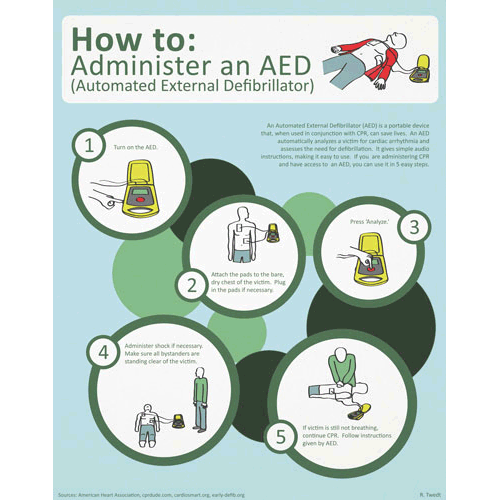 How to:
Administer an AED
(Automated External Defibrillator)
An Automated External Defibrillator (AED) is a portable device
that, when used in conjunction with CPR, can save lives. An AED
automatically analyzes a victim for cardiac arrhythmia and
assesses the need for defibrillation. It gives simple audio
instructions, making it easy to use. If you are administering CPR
and have access to an AED, you can use it in 5 easy steps.
1
Turn on the AED.
2
Attach the pads to the bare,
dry chest of the victim. Plug
in the pads if necessary.
3
Press 'Analyze.'
4
Administer shock if necessary.
Make sure all bystanders are
standing clear of the victim.
5
If victim is still not breathing,
continue CPR. Follow instructions
given by AED.
Sources: American Heart Association, cprdude.com, cardiosmart.org, early-defib.org
R. Twedt